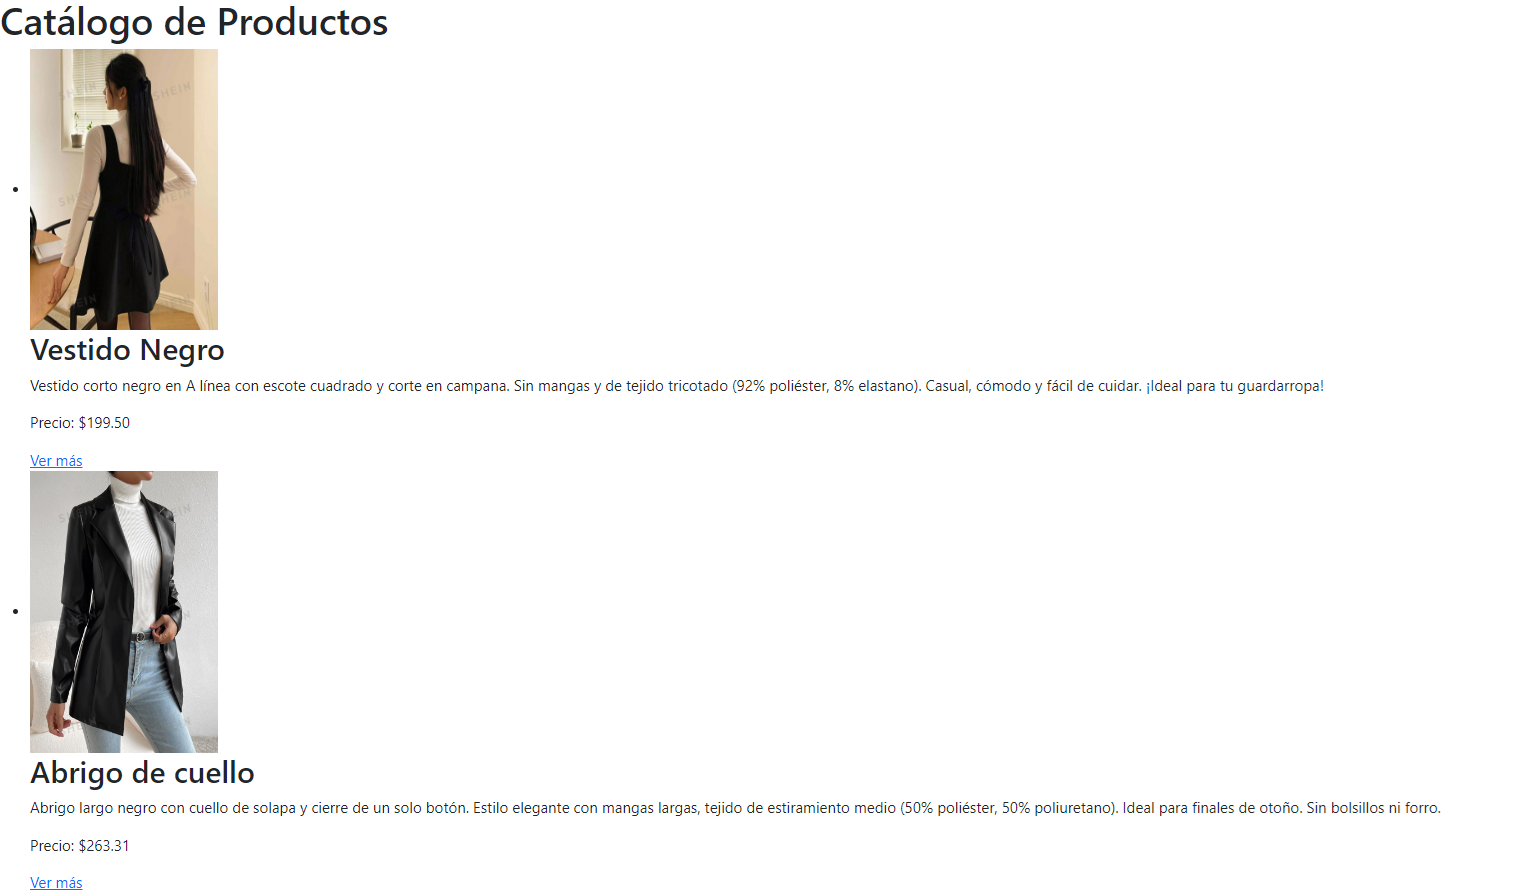 Catálogo de Productos
SHEIN
SHEIN
SHEIN
SHEIN
Vestido Negro
Vestido corto negro en A línea con escote cuadrado y corte en campana. Sin mangas y de tejido tricotado (92% poliéster, 8% elastano). Casual, cómodo y fácil de cuidar. ¡Ideal para tu guardarropa!
Precio: $199.50
Ver más
SHEIN
SHEIN
Abrigo de cuello
Abrigo largo negro con cuello de solapa y cierre de un solo botón. Estilo elegante con mangas largas, tejido de estiramiento medio (50% poliéster, 50% poliuretano). Ideal para finales de otoño. Sin bolsillos ni forro.
Precio: $263.31
Ver más